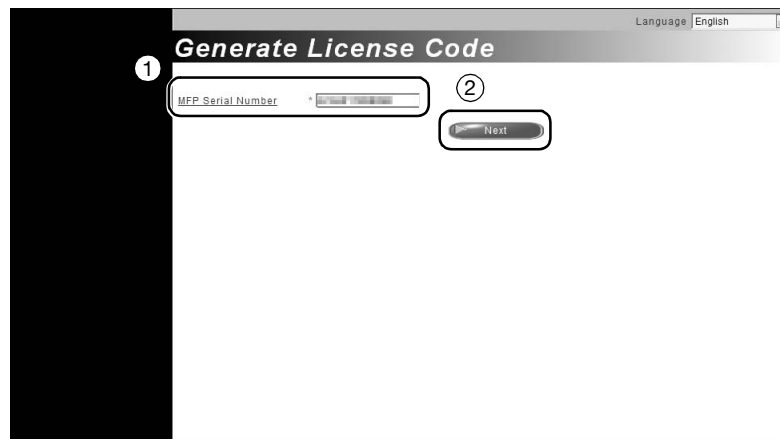 Language English
Generate License Code
1
MFP Serial Number *
2
Next